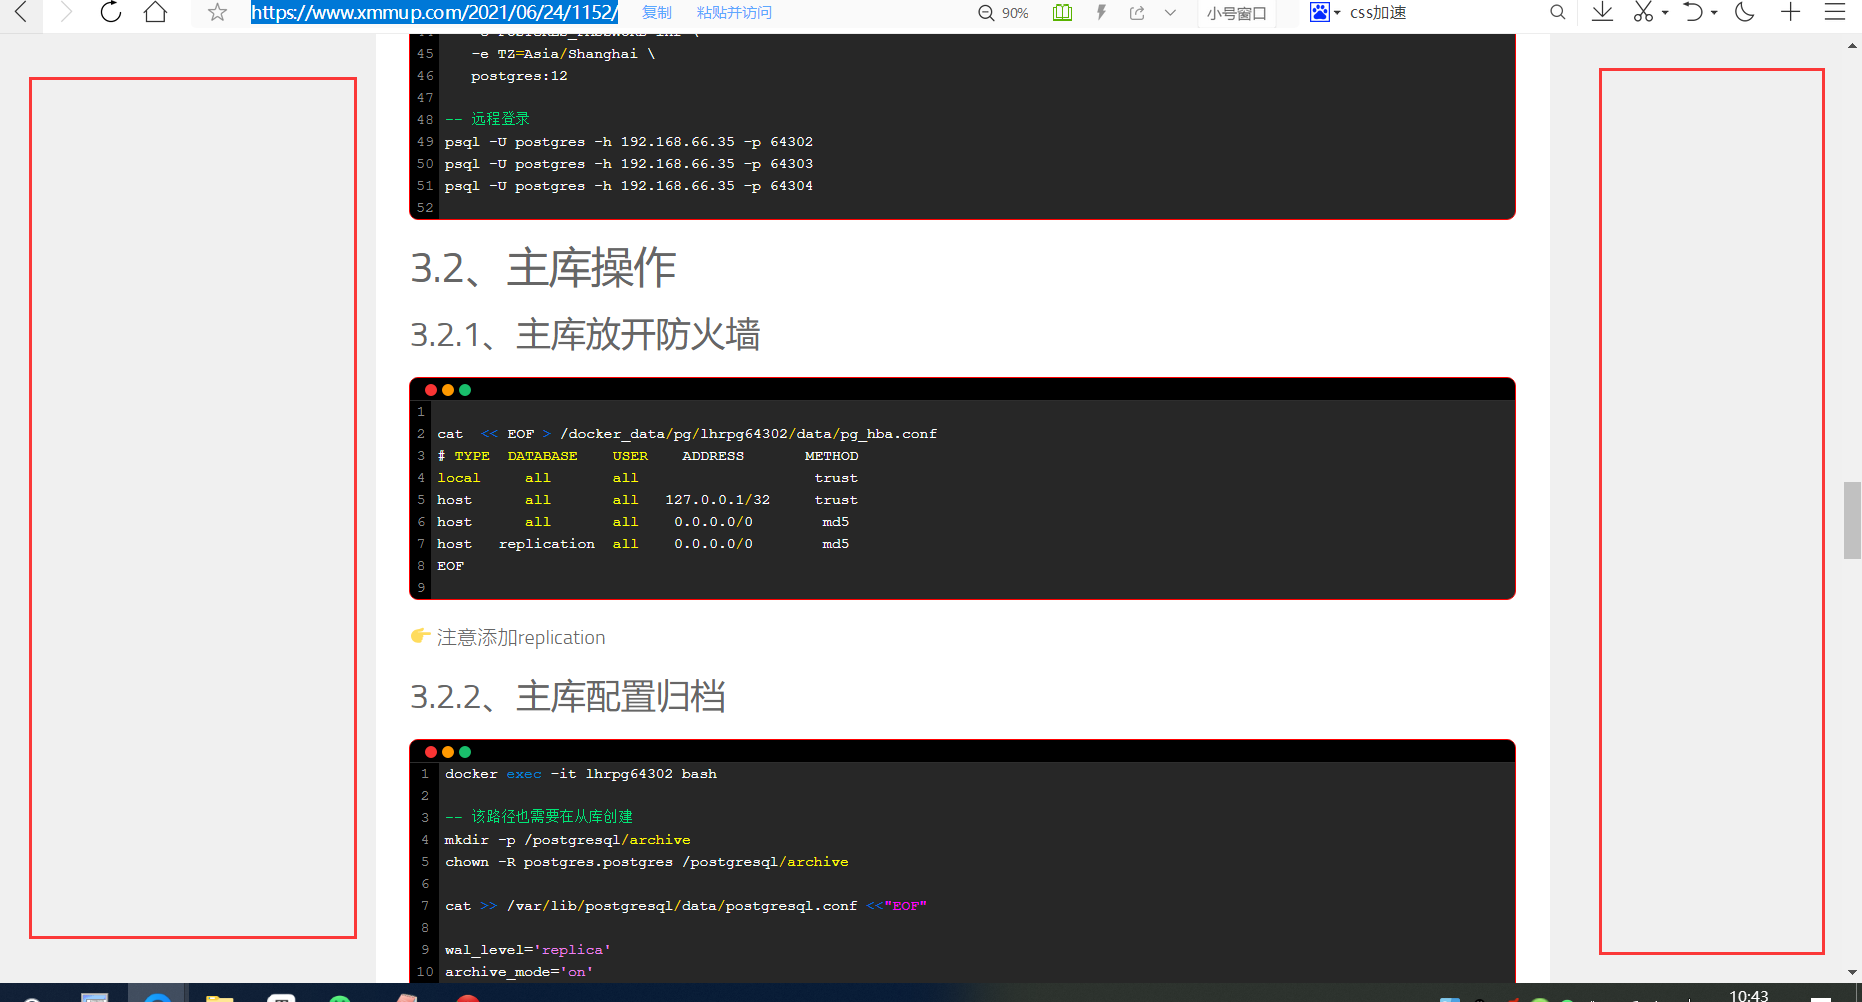 https://www.xmmup.com/2021/06/24/1152/ 复制 粘贴并访问 90% 小号窗口 css加速
45 -e TZ=Asia/Shanghai \
46 postgres:12
47
48 -- 远程登录
49 psql -U postgres -h 192.168.66.35 -p 64302
50 psql -U postgres -h 192.168.66.35 -p 64303
51 psql -U postgres -h 192.168.66.35 -p 64304
52
3.2、主库操作
3.2.1、主库放开防火墙
1
2 cat  << EOF > /docker_data/pg/lhrpg64302/data/pg_hba.conf
3 # TYPE  DATABASE    USER    ADDRESS       METHOD
4 local     all       all                    trust
5 host      all       all   127.0.0.1/32     trust
6 host      all       all    0.0.0.0/0        md5
7 host   replication  all    0.0.0.0/0        md5
8 EOF
9
👉 注意添加replication
3.2.2、主库配置归档
1 docker exec -it lhrpg64302 bash
2
3 -- 该路径也需要在从库创建
4 mkdir -p /postgresql/archive
5 chown -R postgres.postgres /postgresql/archive
6
7 cat >> /var/lib/postgresql/data/postgresql.conf <<"EOF"
8
9 wal_level='replica'
10 archive_mode='on'
10:43